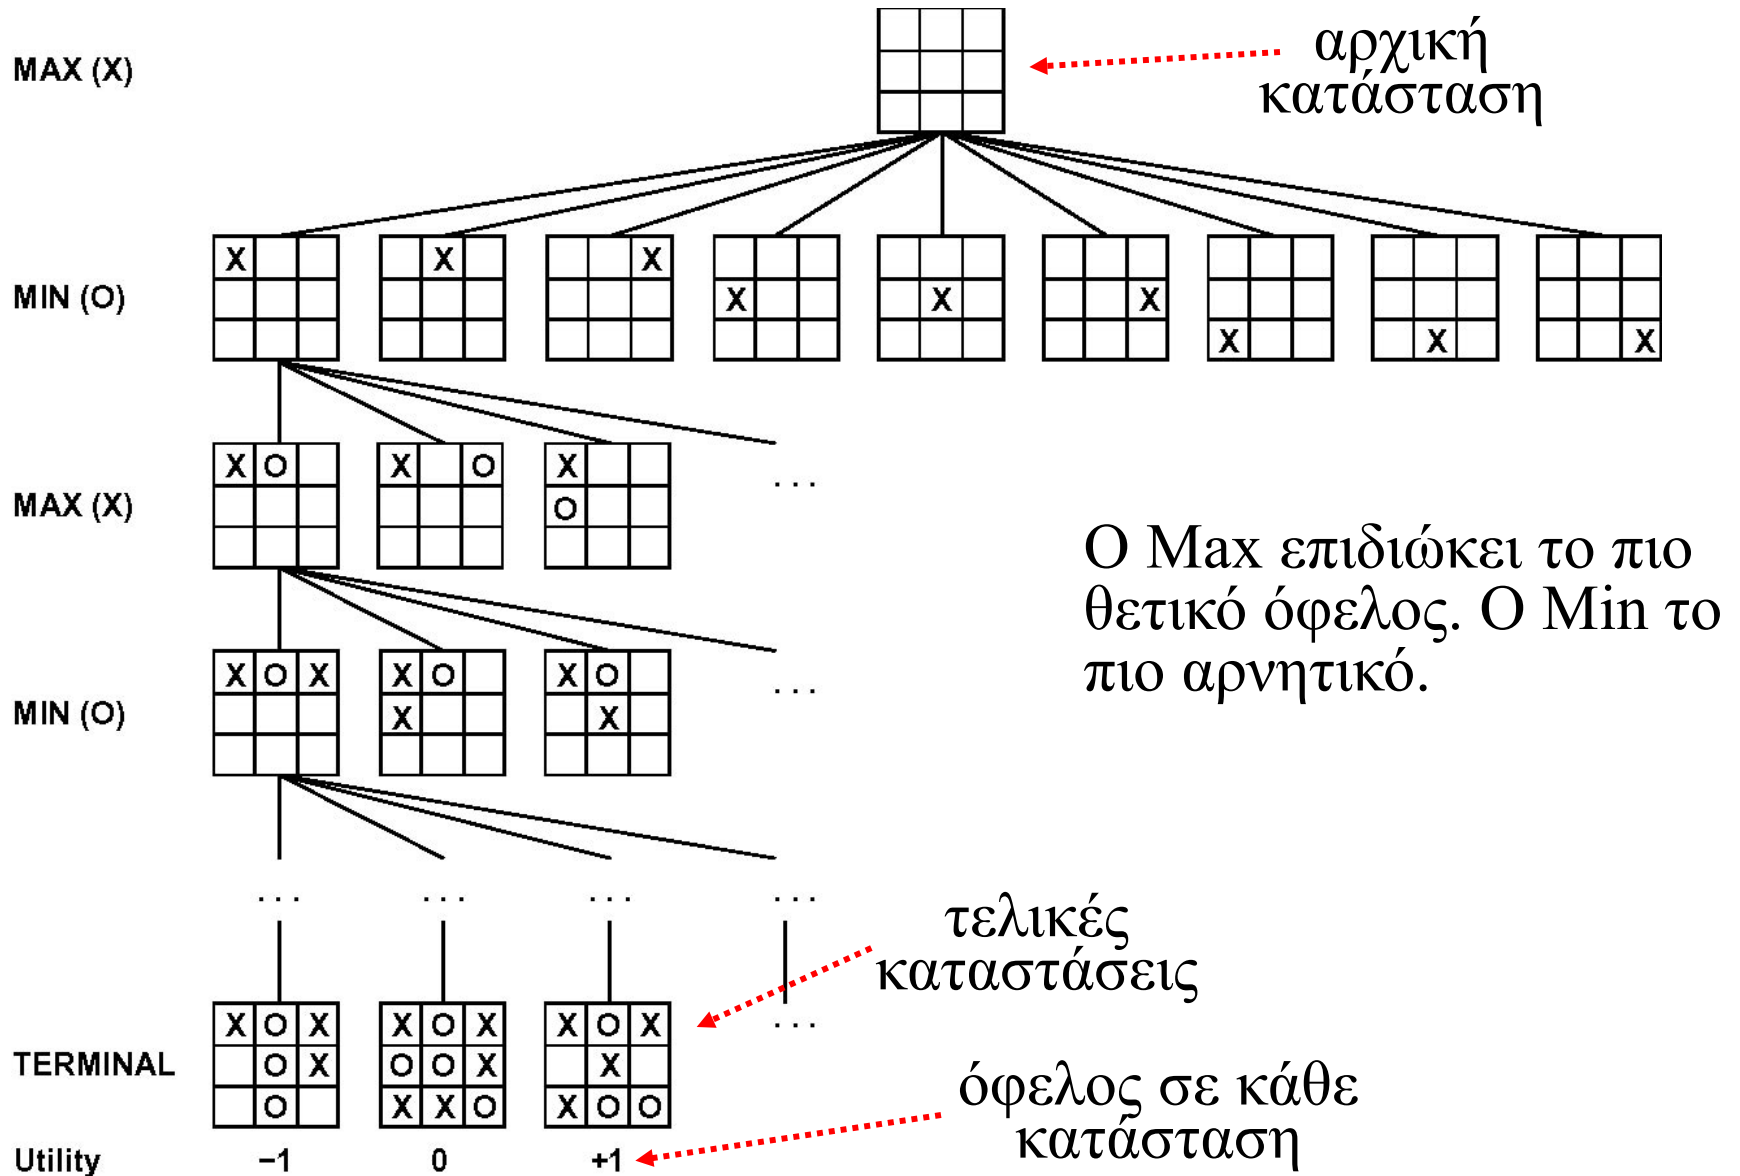 MAX (X)
αρχική
κατάσταση
X X X
MIN (O)
X X X
X X X
X O X O X
. . .
MAX (X)
O
Ο Max επιδιώκει το πιο
θετικό όφελος. Ο Min το
πιο αρνητικό.
X O X X O X O
. . .
MIN (O)
X X
. . . . . . . . . . . .
τελικές
καταστάσεις
X O X X O X X O X
. . .
TERMINAL
O X O O X X
O X X O X O O
όφελος σε κάθε
κατάσταση
Utility −1 0 +1